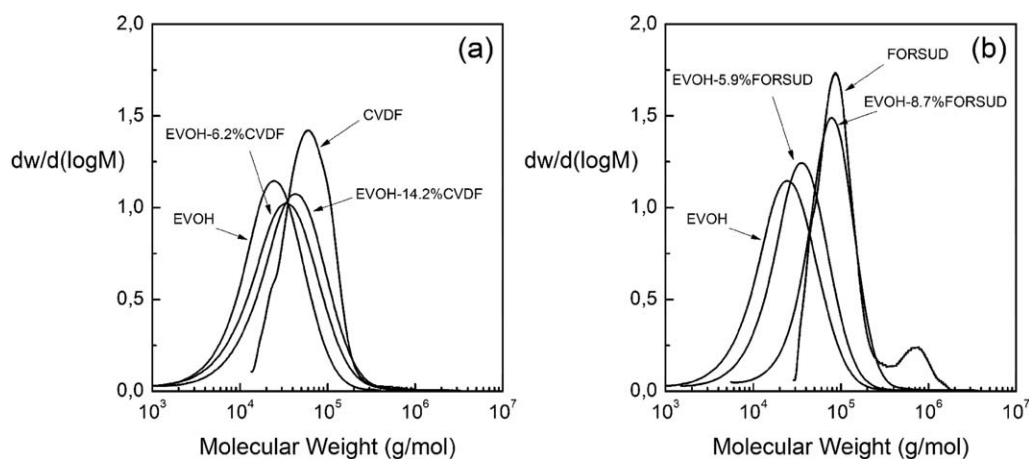 (a)
2,0
1,5
1,0
0,5
0,0
dw/d(logM)
CVDF
EVOH-6.2%CVDF
EVOH-14.2%CVDF
EVOH
10³ 10⁴ 10⁵ 10⁶ 10⁷
Molecular Weight (g/mol)
(b)
2,0
1,5
1,0
0,5
0,0
dw/d(logM)
FORSUD
EVOH-5.9%FORSUD
EVOH-8.7%FORSUD
EVOH
10³ 10⁴ 10⁵ 10⁶ 10⁷
Molecular Weight (g/mol)